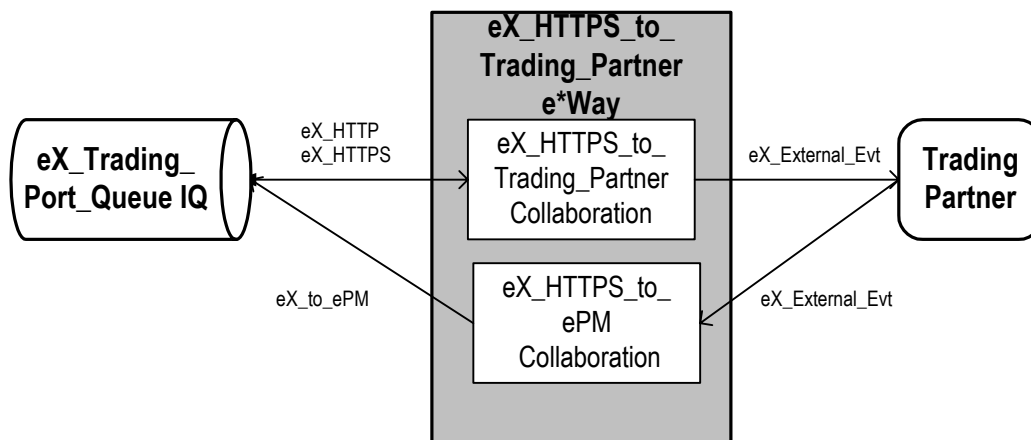 eX_HTTPS_to_
Trading_Partner
e*Way
eX_Trading_
Port_Queue IQ
eX_HTTP
eX_HTTPS
eX_HTTPS_to_
Trading_Partner
Collaboration
eX_External_Evt
Trading
Partner
eX_to_ePM
eX_HTTPS_to_
ePM
Collaboration
eX_External_Evt